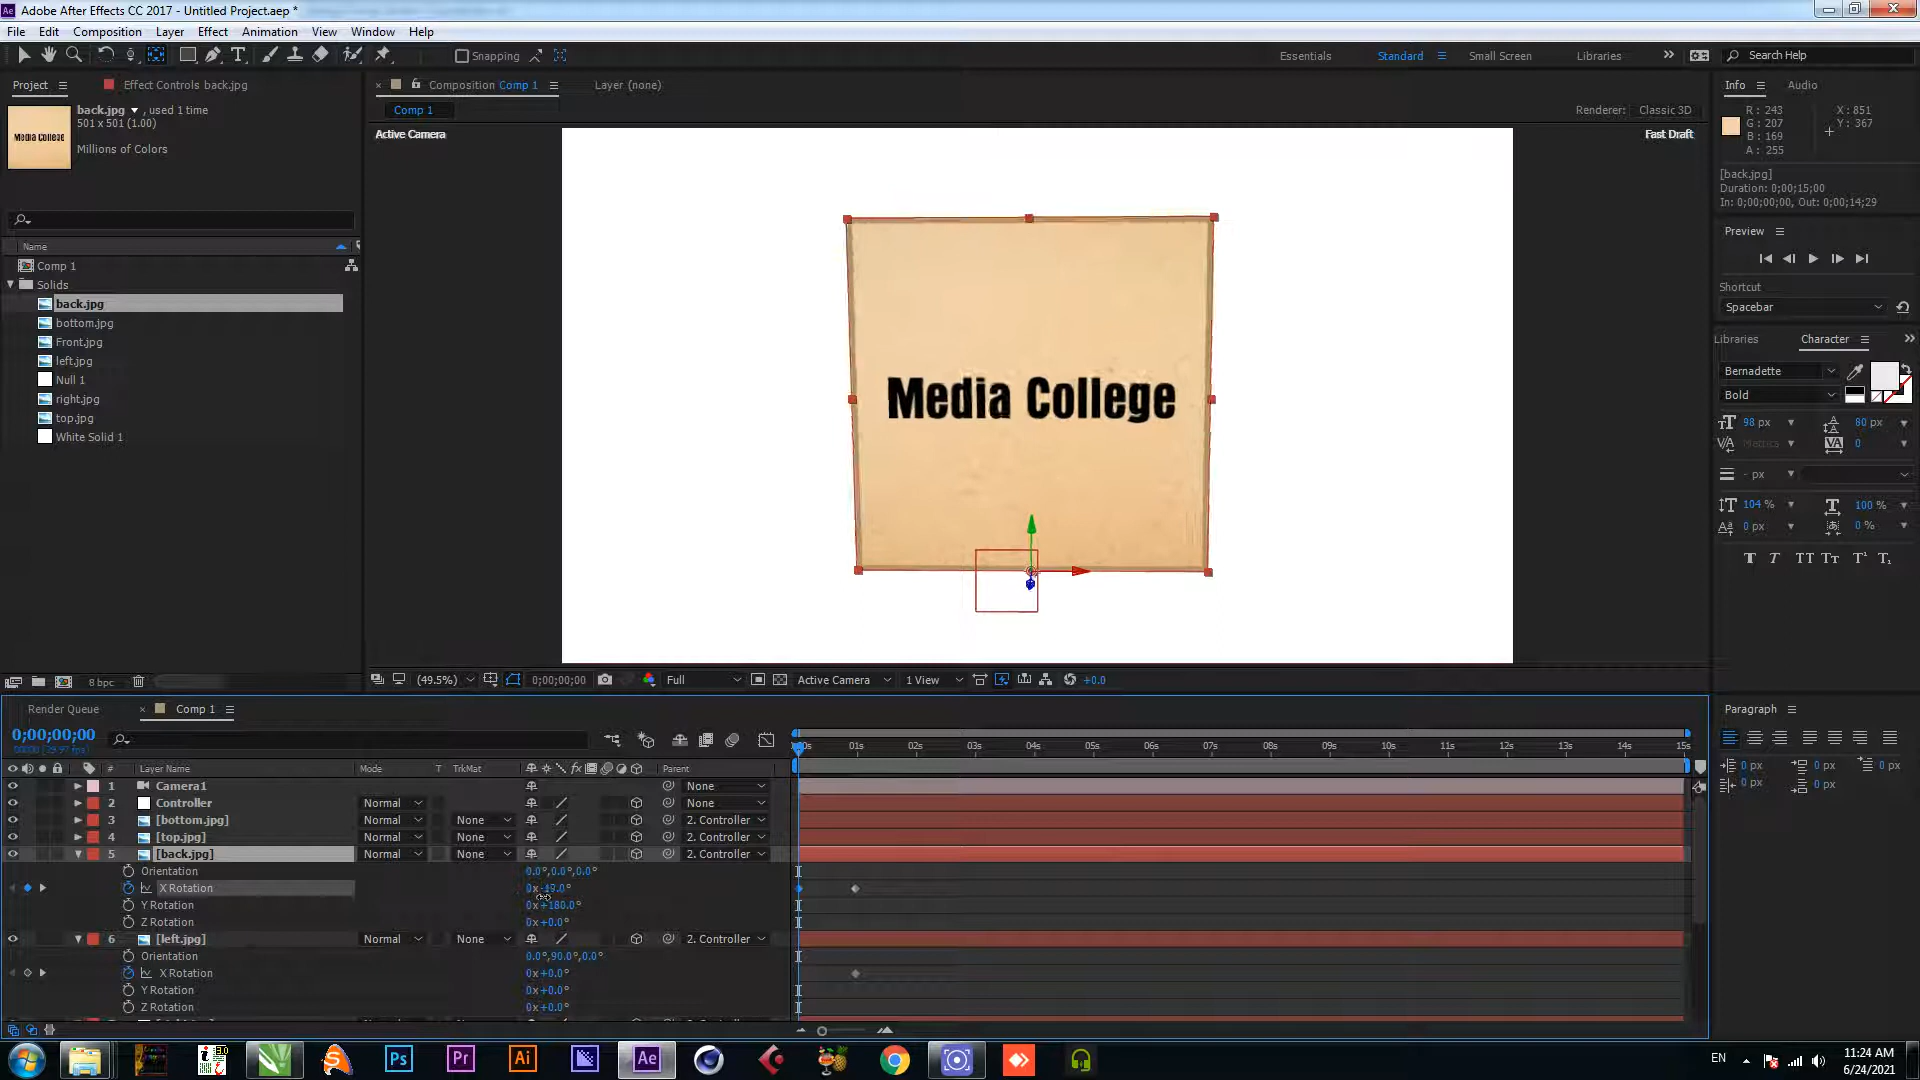 Adobe After Effects CC 2017 - Untitled Project.aep *
File Edit Composition Layer Effect Animation View Window Help
Snapping
Essentials Standard Small Screen Libraries Search Help
Project Effect Controls back.jpg
Composition Comp 1 Layer (none)
Info Audio
Media College
back.jpg , used 1 time
501 x 501 (1.00)
Millions of Colors
Comp 1
Renderer: Classic 3D
Active Camera
Fast Draft
R : 243
G : 207
B : 169
A : 255
X : 851
Y : 367
[back.jpg]
Duration: 0;00;15;00
In: 0;00;00;00, Out: 0;00;14;29
Preview
Shortcut
Spacebar
Name
Comp 1
Solids
back.jpg
bottom.jpg
Front.jpg
left.jpg
Null 1
right.jpg
top.jpg
White Solid 1
Media College
Libraries Character
Bernadette
Bold
98 px 80 px
Metrics 0
- px
104 % 100 %
0 px 0 %
8 bpc
(49.5%) 0;00;00;00 Full Active Camera 1 View +0.0
Render Queue Comp 1
0;00;00;00
00000 (29.97 fps)
01s 02s 03s 04s 05s 06s 07s 08s 09s 10s 11s 12s 13s 14s 15s
# Layer Name Mode T TrkMat Parent
1 Camera1 None
2 Controller Normal None
3 [bottom.jpg] Normal None 2. Controller
4 [top.jpg] Normal None 2. Controller
5 [back.jpg] Normal None 2. Controller
Orientation 0.0°,0.0°,0.0°
X Rotation
Y Rotation 0x+180.0°
Z Rotation 0x+0.0°
6 [left.jpg] Normal None 2. Controller
Orientation 0.0°,90.0°,0.0°
X Rotation 0x+0.0°
Y Rotation 0x+0.0°
Z Rotation 0x+0.0°
Paragraph
0 px 0 px 0 px
0 px 0 px
Ps Pr Ai Ae
EN
11:24 AM
6/24/2021